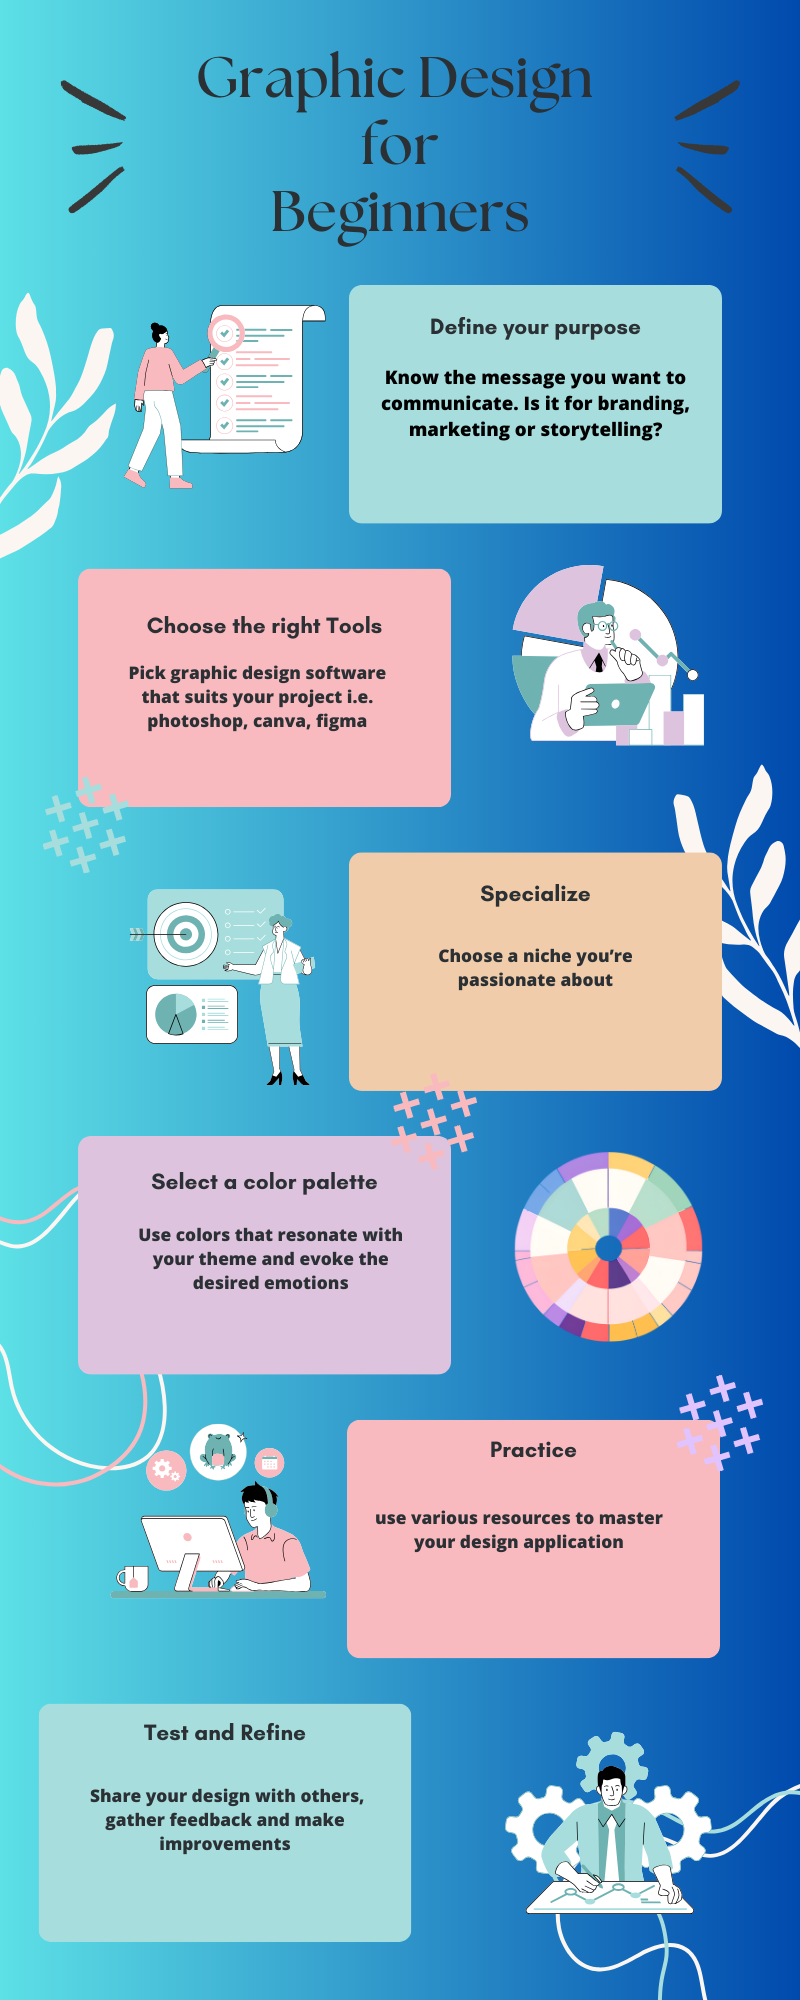 Graphic Design
for
Beginners
Define your purpose
Know the message you want to
communicate. Is it for branding,
marketing or storytelling?
Choose the right Tools
Pick graphic design software
that suits your project i.e.
photoshop, canva, figma
Specialize
Choose a niche you’re
passionate about
Select a color palette
Use colors that resonate with
your theme and evoke the
desired emotions
Practice
use various resources to master
your design application
Test and Refine
Share your design with others,
gather feedback and make
improvements